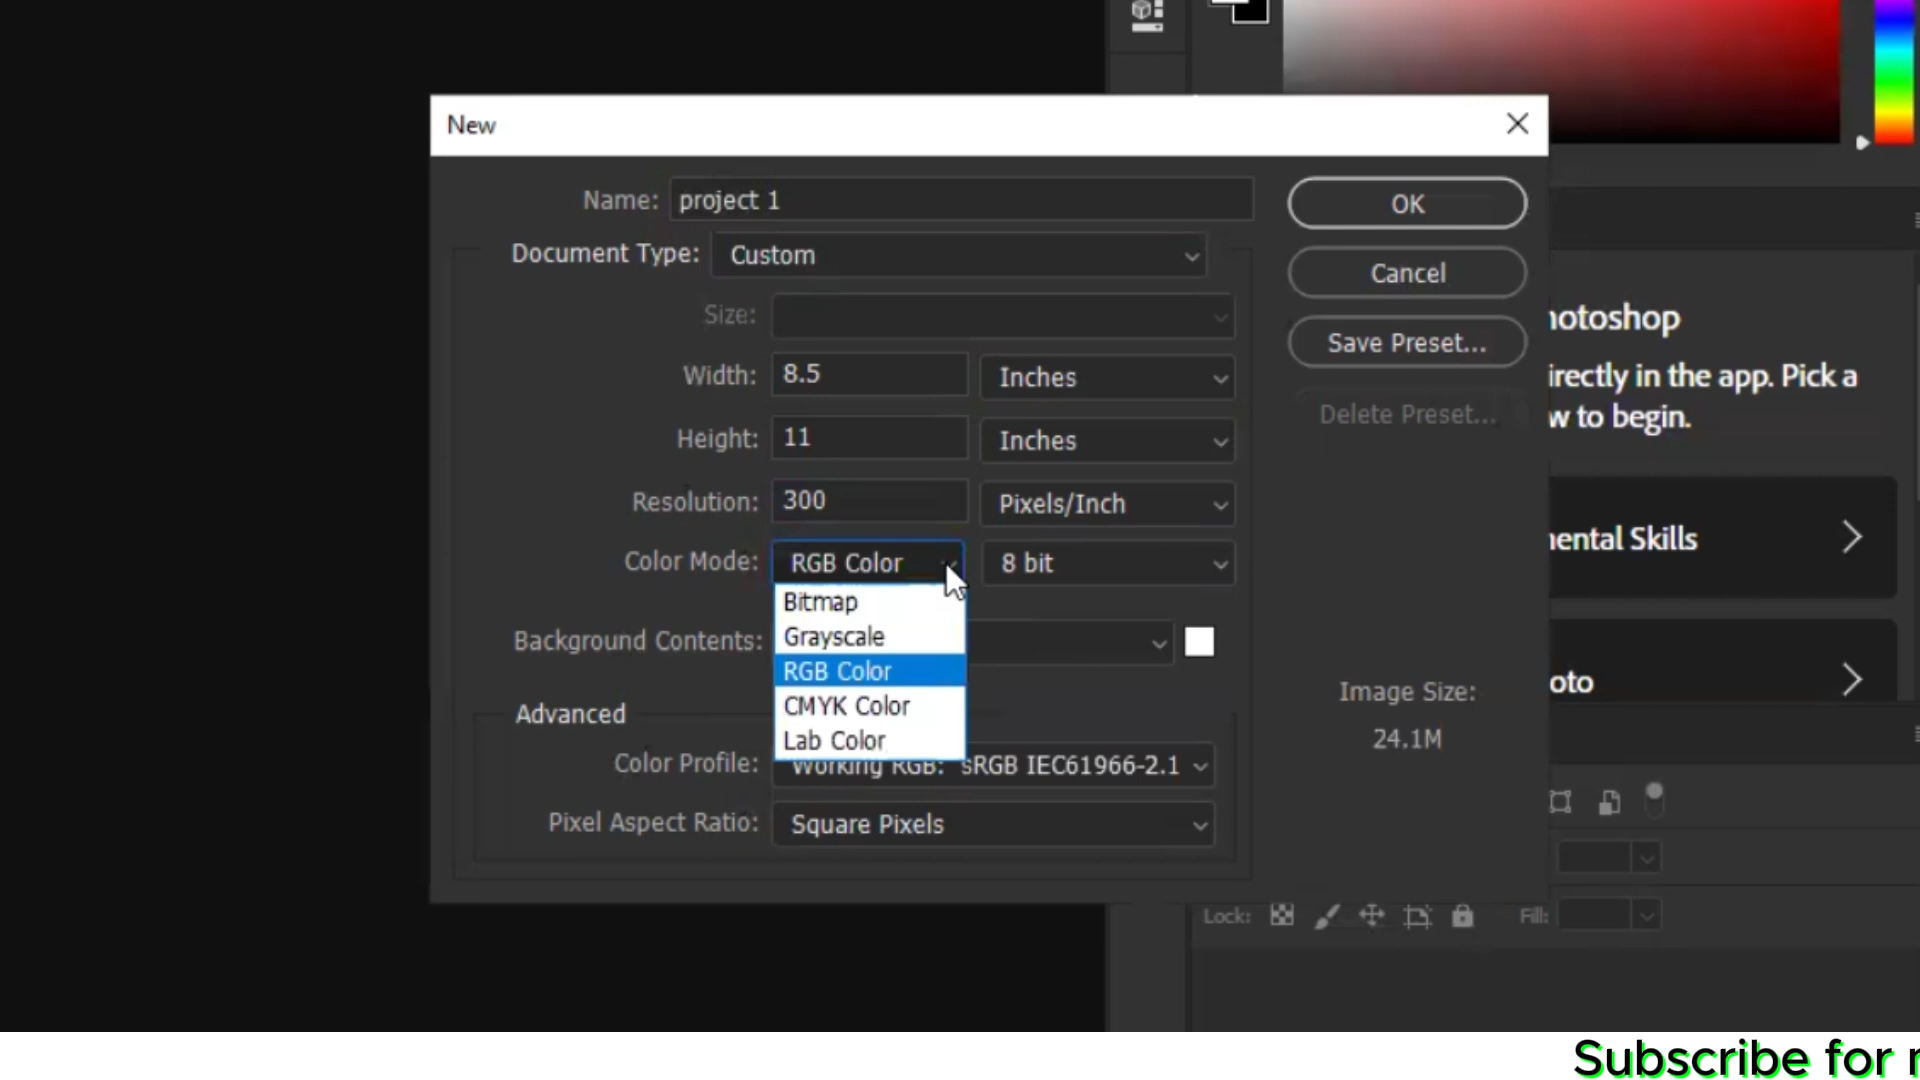 New
Name: project 1
OK
Document Type: Custom
Cancel
Size:
Save Preset...
Width: 8.5 Inches
Delete Preset...
Height: 11 Inches
Resolution: 300 Pixels/Inch
Color Mode: RGB Color 8 bit
Bitmap
Grayscale
RGB Color
CMYK Color
Lab Color
Background Contents:
Image Size:
24.1M
Advanced
Color Profile: Working RGB: sRGB IEC61966-2.1
Pixel Aspect Ratio: Square Pixels
hotoshop
irectly in the app. Pick a
w to begin.
nental Skills
oto
Lock: Fill:
Subscribe for